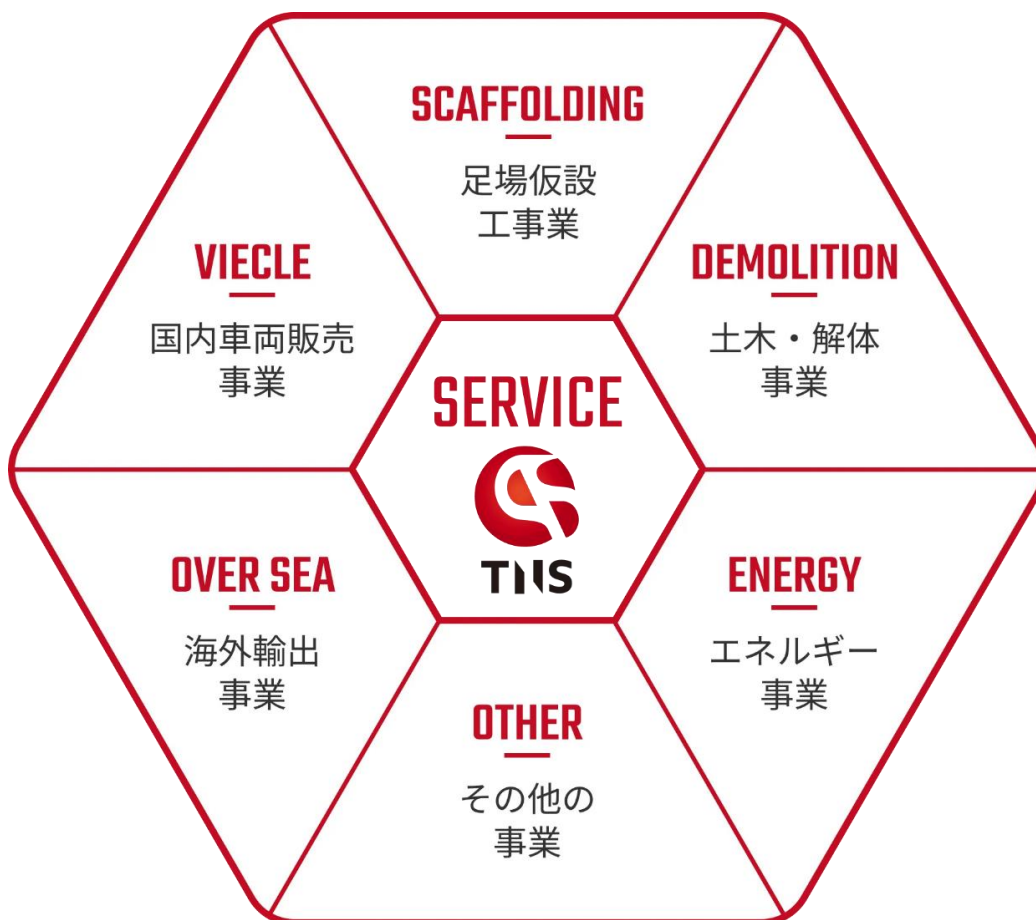 SCAFFOLDING
足場仮設
工事業
VIECLE
国内車両販売
事業
DEMOLITION
土木・解体
事業
SERVICE
TNS
OVER SEA
海外輸出
事業
ENERGY
エネルギー
事業
OTHER
その他の
事業